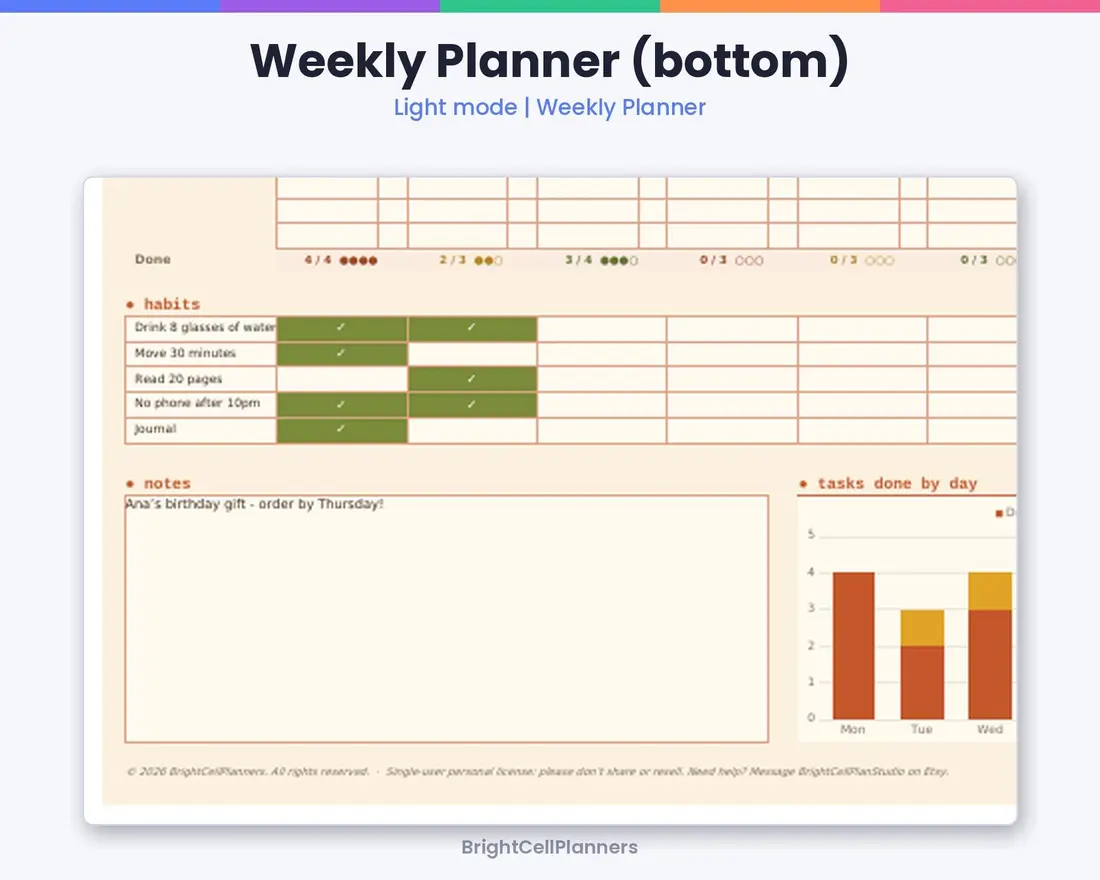 Weekly Planner (bottom)
Light mode | Weekly Planner
Done 4 / 4 ●●●● 2 / 3 ●●○ 3 / 4 ●●●○ 0 / 3 ○○○ 0 / 3 ○○○ 0 / 3 ○○
● habits
Drink 8 glasses of water ✓ ✓
Move 30 minutes ✓
Read 20 pages ✓
No phone after 10pm ✓ ✓
Journal ✓
● notes
Ana's birthday gift - order by Thursday!
● tasks done by day
5
4
3
2
1
0
Mon Tue Wed
© 2026 BrightCellPlanners. All rights reserved. · Single-user personal license: please don't share or resell. Need help? Message BrightCellPlanStudio on Etsy.
BrightCellPlanners